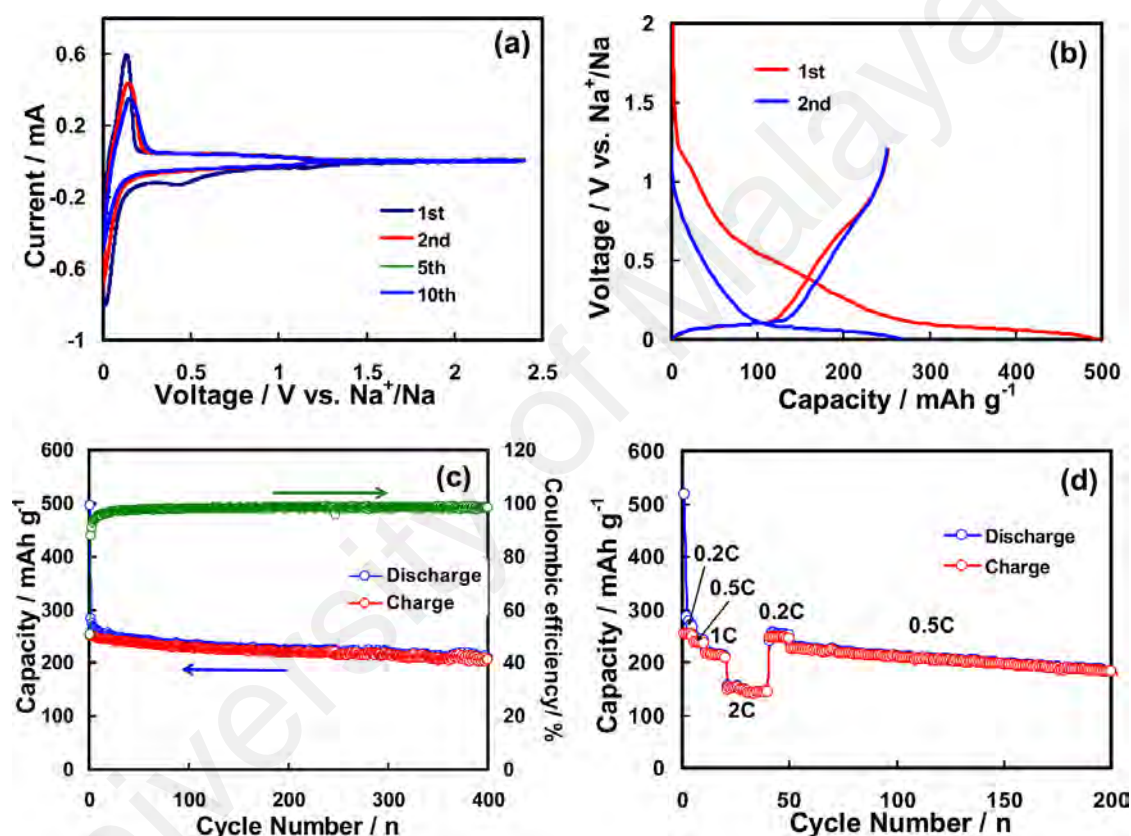 (a)
0.6
0.2
-0.2
-0.6
-1
Current / mA
1st
2nd
5th
10th
0
0.5
1
1.5
2
2.5
Voltage / V vs. Na⁺/Na
(b)
2
1.5
1
0.5
0
Voltage / V vs. Na⁺/Na
1st
2nd
0
100
200
300
400
500
Capacity / mAh g⁻¹
(c)
600
500
400
300
200
100
0
Capacity / mAh g⁻¹
120
100
80
60
40
20
0
Coulombic efficiency/ %
Discharge
Charge
0
100
200
300
400
Cycle Number / n
(d)
600
500
400
300
200
100
0
Capacity / mAh g⁻¹
Discharge
Charge
0.2C
0.5C
1C
2C
0.2C
0.5C
0
50
100
150
200
Cycle Number / n
University of Malaya